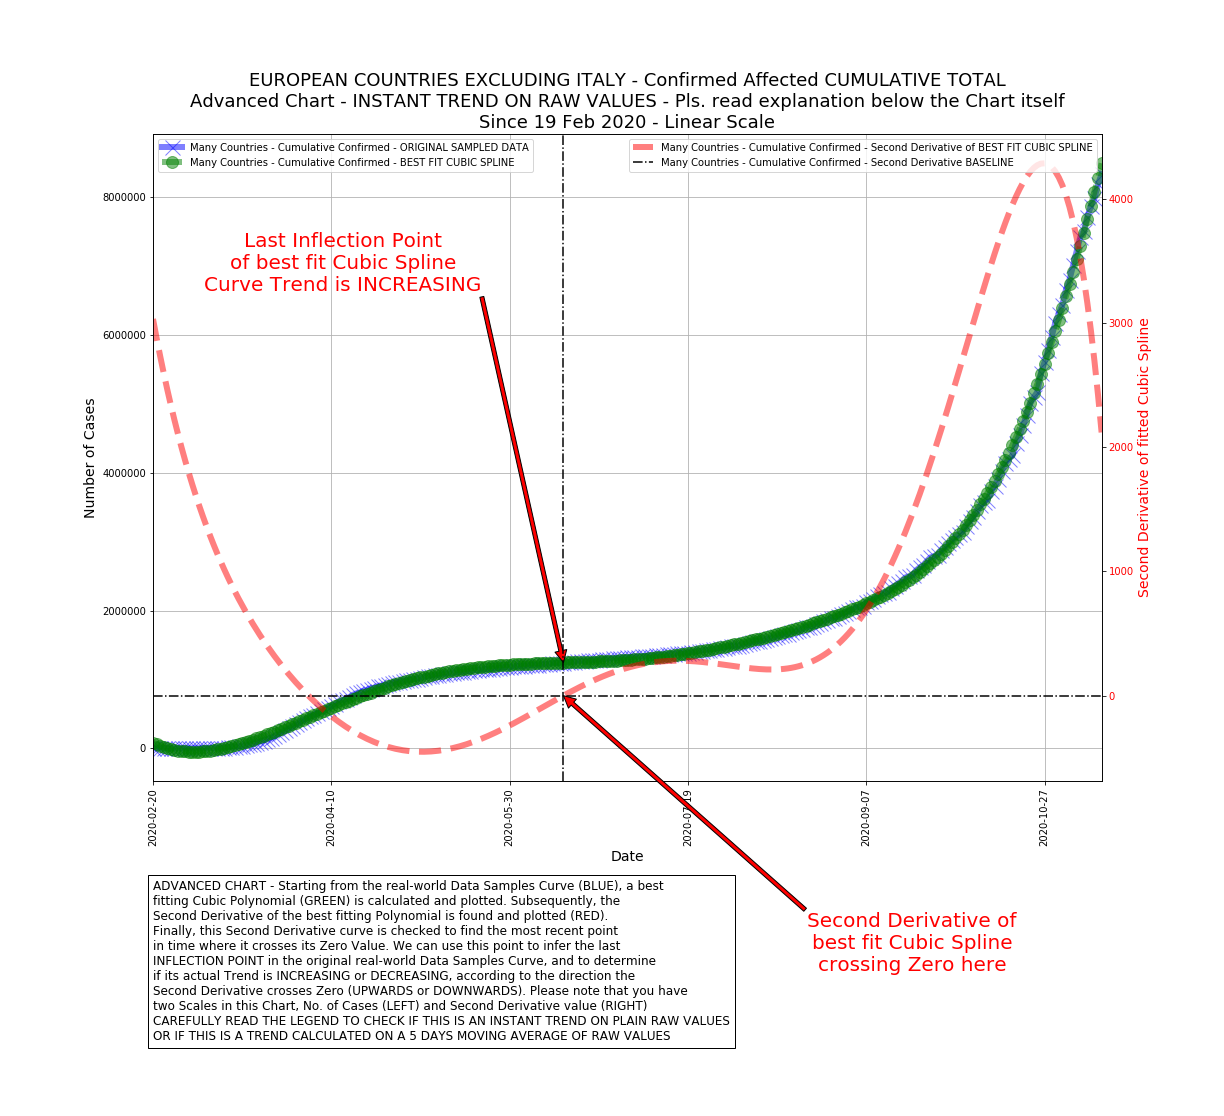 EUROPEAN COUNTRIES EXCLUDING ITALY - Confirmed Affected CUMULATIVE TOTAL
Advanced Chart - INSTANT TREND ON RAW VALUES - Pls. read explanation below the Chart itself
Since 19 Feb 2020 - Linear Scale
Many Countries - Cumulative Confirmed - ORIGINAL SAMPLED DATA
Many Countries - Cumulative Confirmed - BEST FIT CUBIC SPLINE
Many Countries - Cumulative Confirmed - Second Derivative of BEST FIT CUBIC SPLINE
Many Countries - Cumulative Confirmed - Second Derivative BASELINE
Last Inflection Point
of best fit Cubic Spline
Curve Trend is INCREASING
Number of Cases
8000000
6000000
4000000
2000000
0
4000
3000
2000
1000
0
Second Derivative of fitted Cubic Spline
2020-02-20
2020-04-10
2020-05-30
2020-07-19
2020-09-07
2020-10-27
Date
ADVANCED CHART - Starting from the real-world Data Samples Curve (BLUE), a best
fitting Cubic Polynomial (GREEN) is calculated and plotted. Subsequently, the
Second Derivative of the best fitting Polynomial is found and plotted (RED).
Finally, this Second Derivative curve is checked to find the most recent point
in time where it crosses its Zero Value. We can use this point to infer the last
INFLECTION POINT in the original real-world Data Samples Curve, and to determine
if its actual Trend is INCREASING or DECREASING, according to the direction the
Second Derivative crosses Zero (UPWARDS or DOWNWARDS). Please note that you have
two Scales in this Chart, No. of Cases (LEFT) and Second Derivative value (RIGHT)
CAREFULLY READ THE LEGEND TO CHECK IF THIS IS AN INSTANT TREND ON PLAIN RAW VALUES
OR IF THIS IS A TREND CALCULATED ON A 5 DAYS MOVING AVERAGE OF RAW VALUES
Second Derivative of
best fit Cubic Spline
crossing Zero here